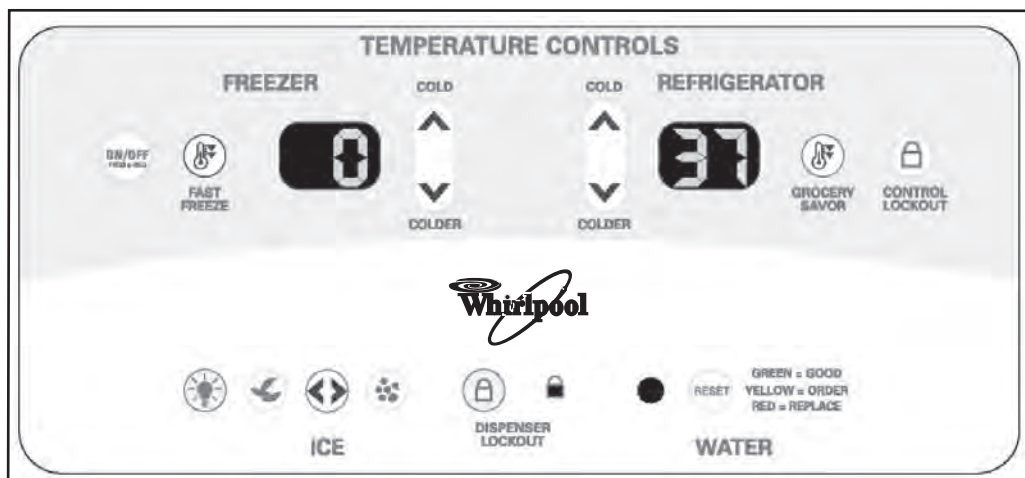 TEMPERATURE CONTROLS
FREEZER
COLD
COLD
REFRIGERATOR
ON/OFF
0
37
FAST
FREEZE
GROCERY
SAVOR
CONTROL
LOCKOUT
COLDER
COLDER
Whirlpool
RESET
GREEN = GOOD
YELLOW = ORDER
RED = REPLACE
DISPENSER
LOCKOUT
ICE
WATER